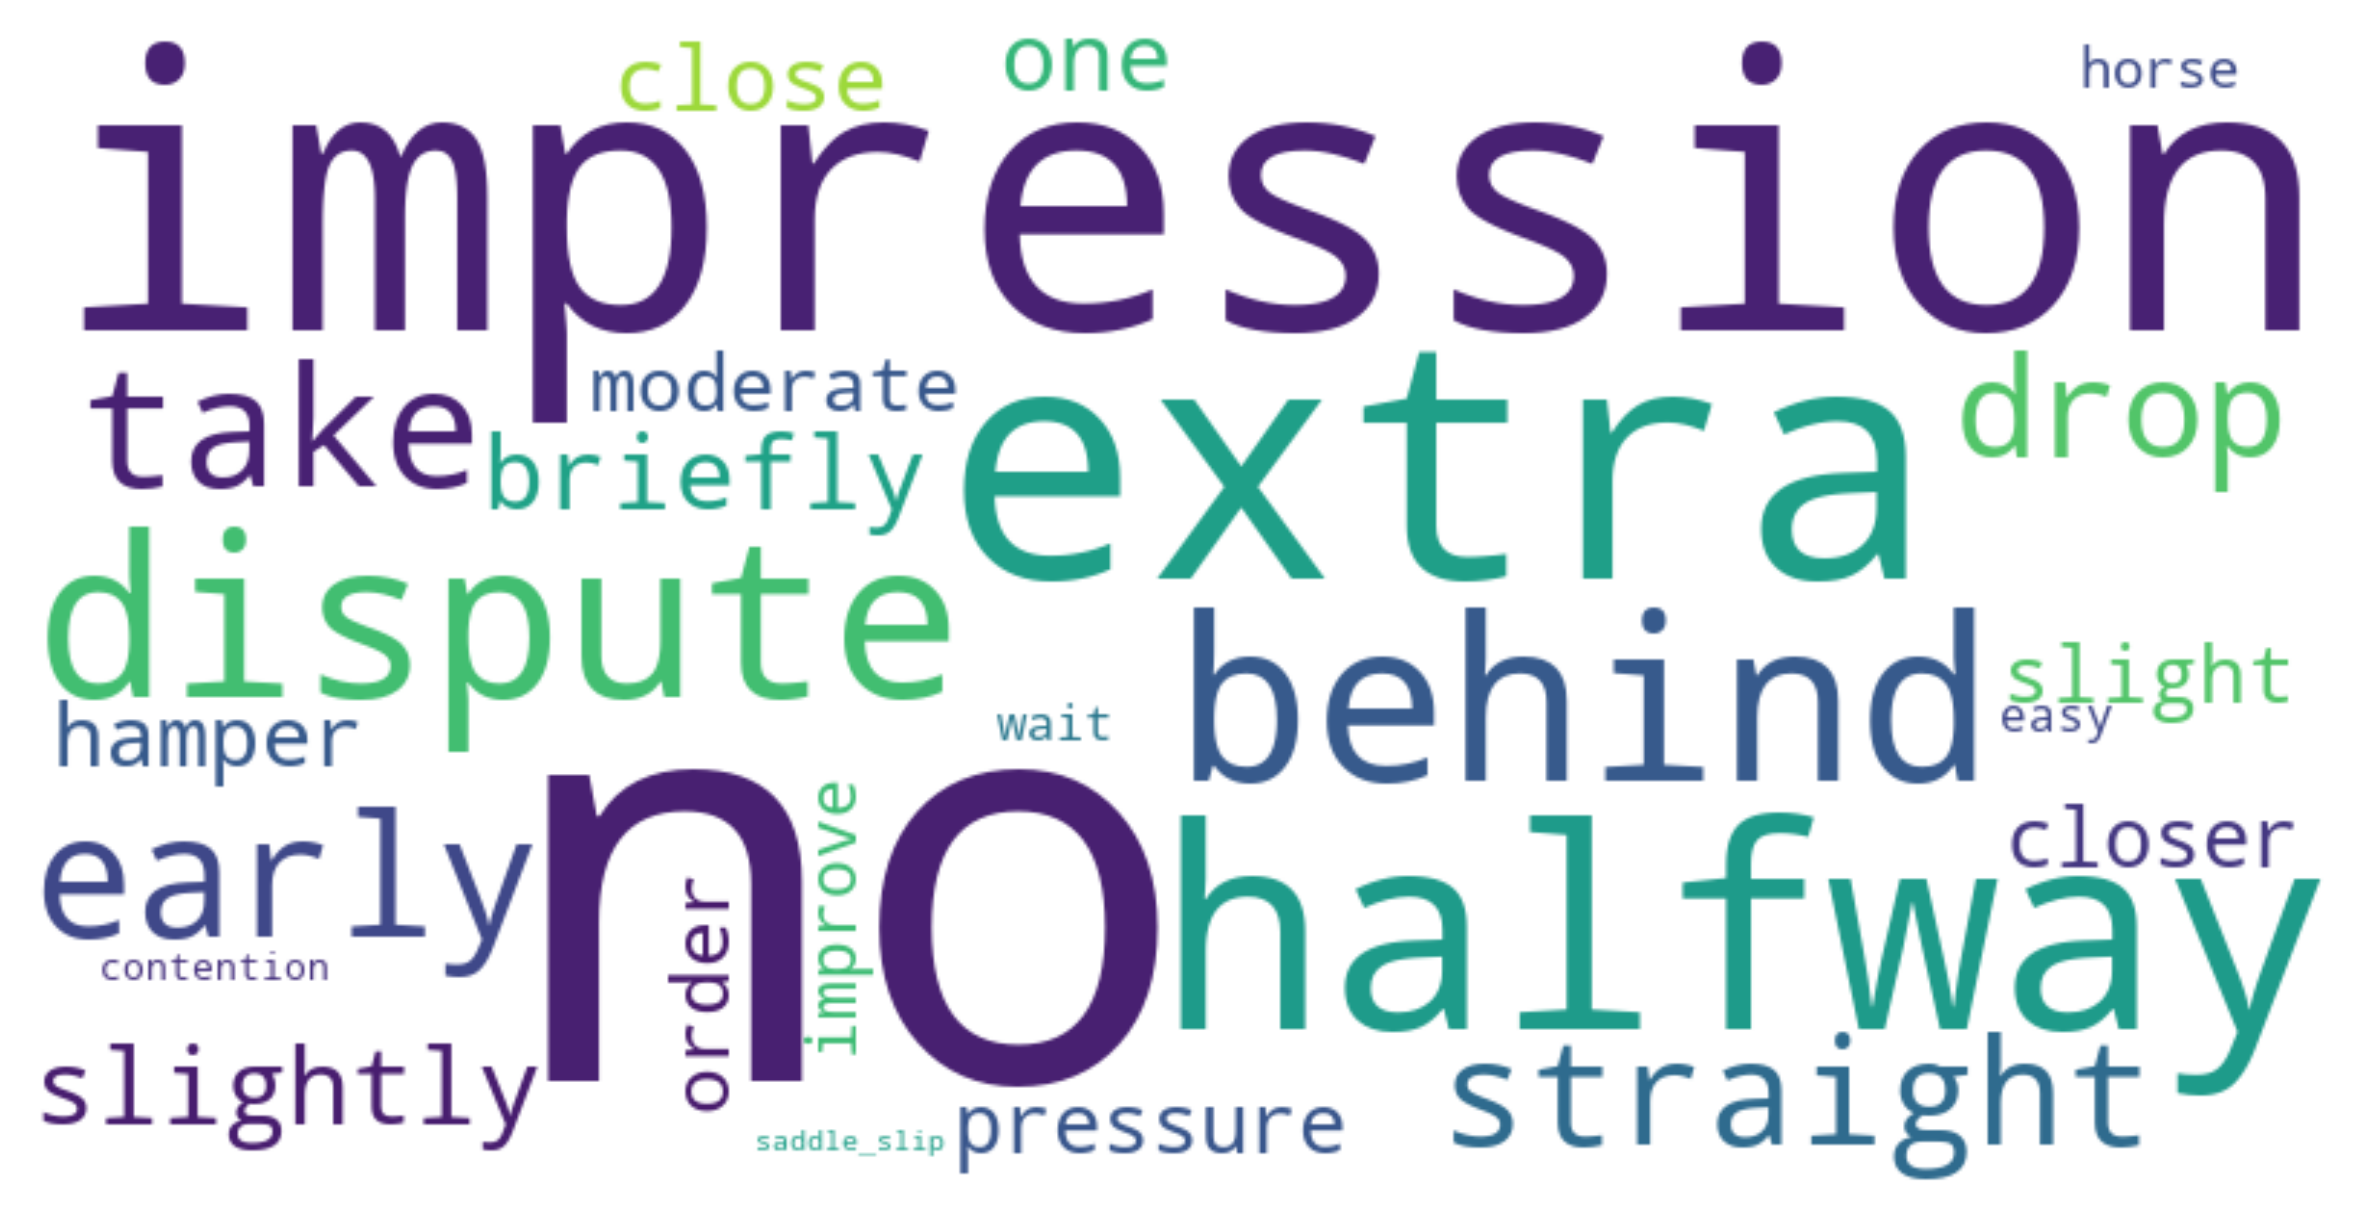 close
one
horse
impression
take
moderate
briefly
extra
drop
dispute
behind
slight
easy
hamper
wait
no
improve
order
early
halfway
closer
contention
slightly
straight
pressure
saddle_slip